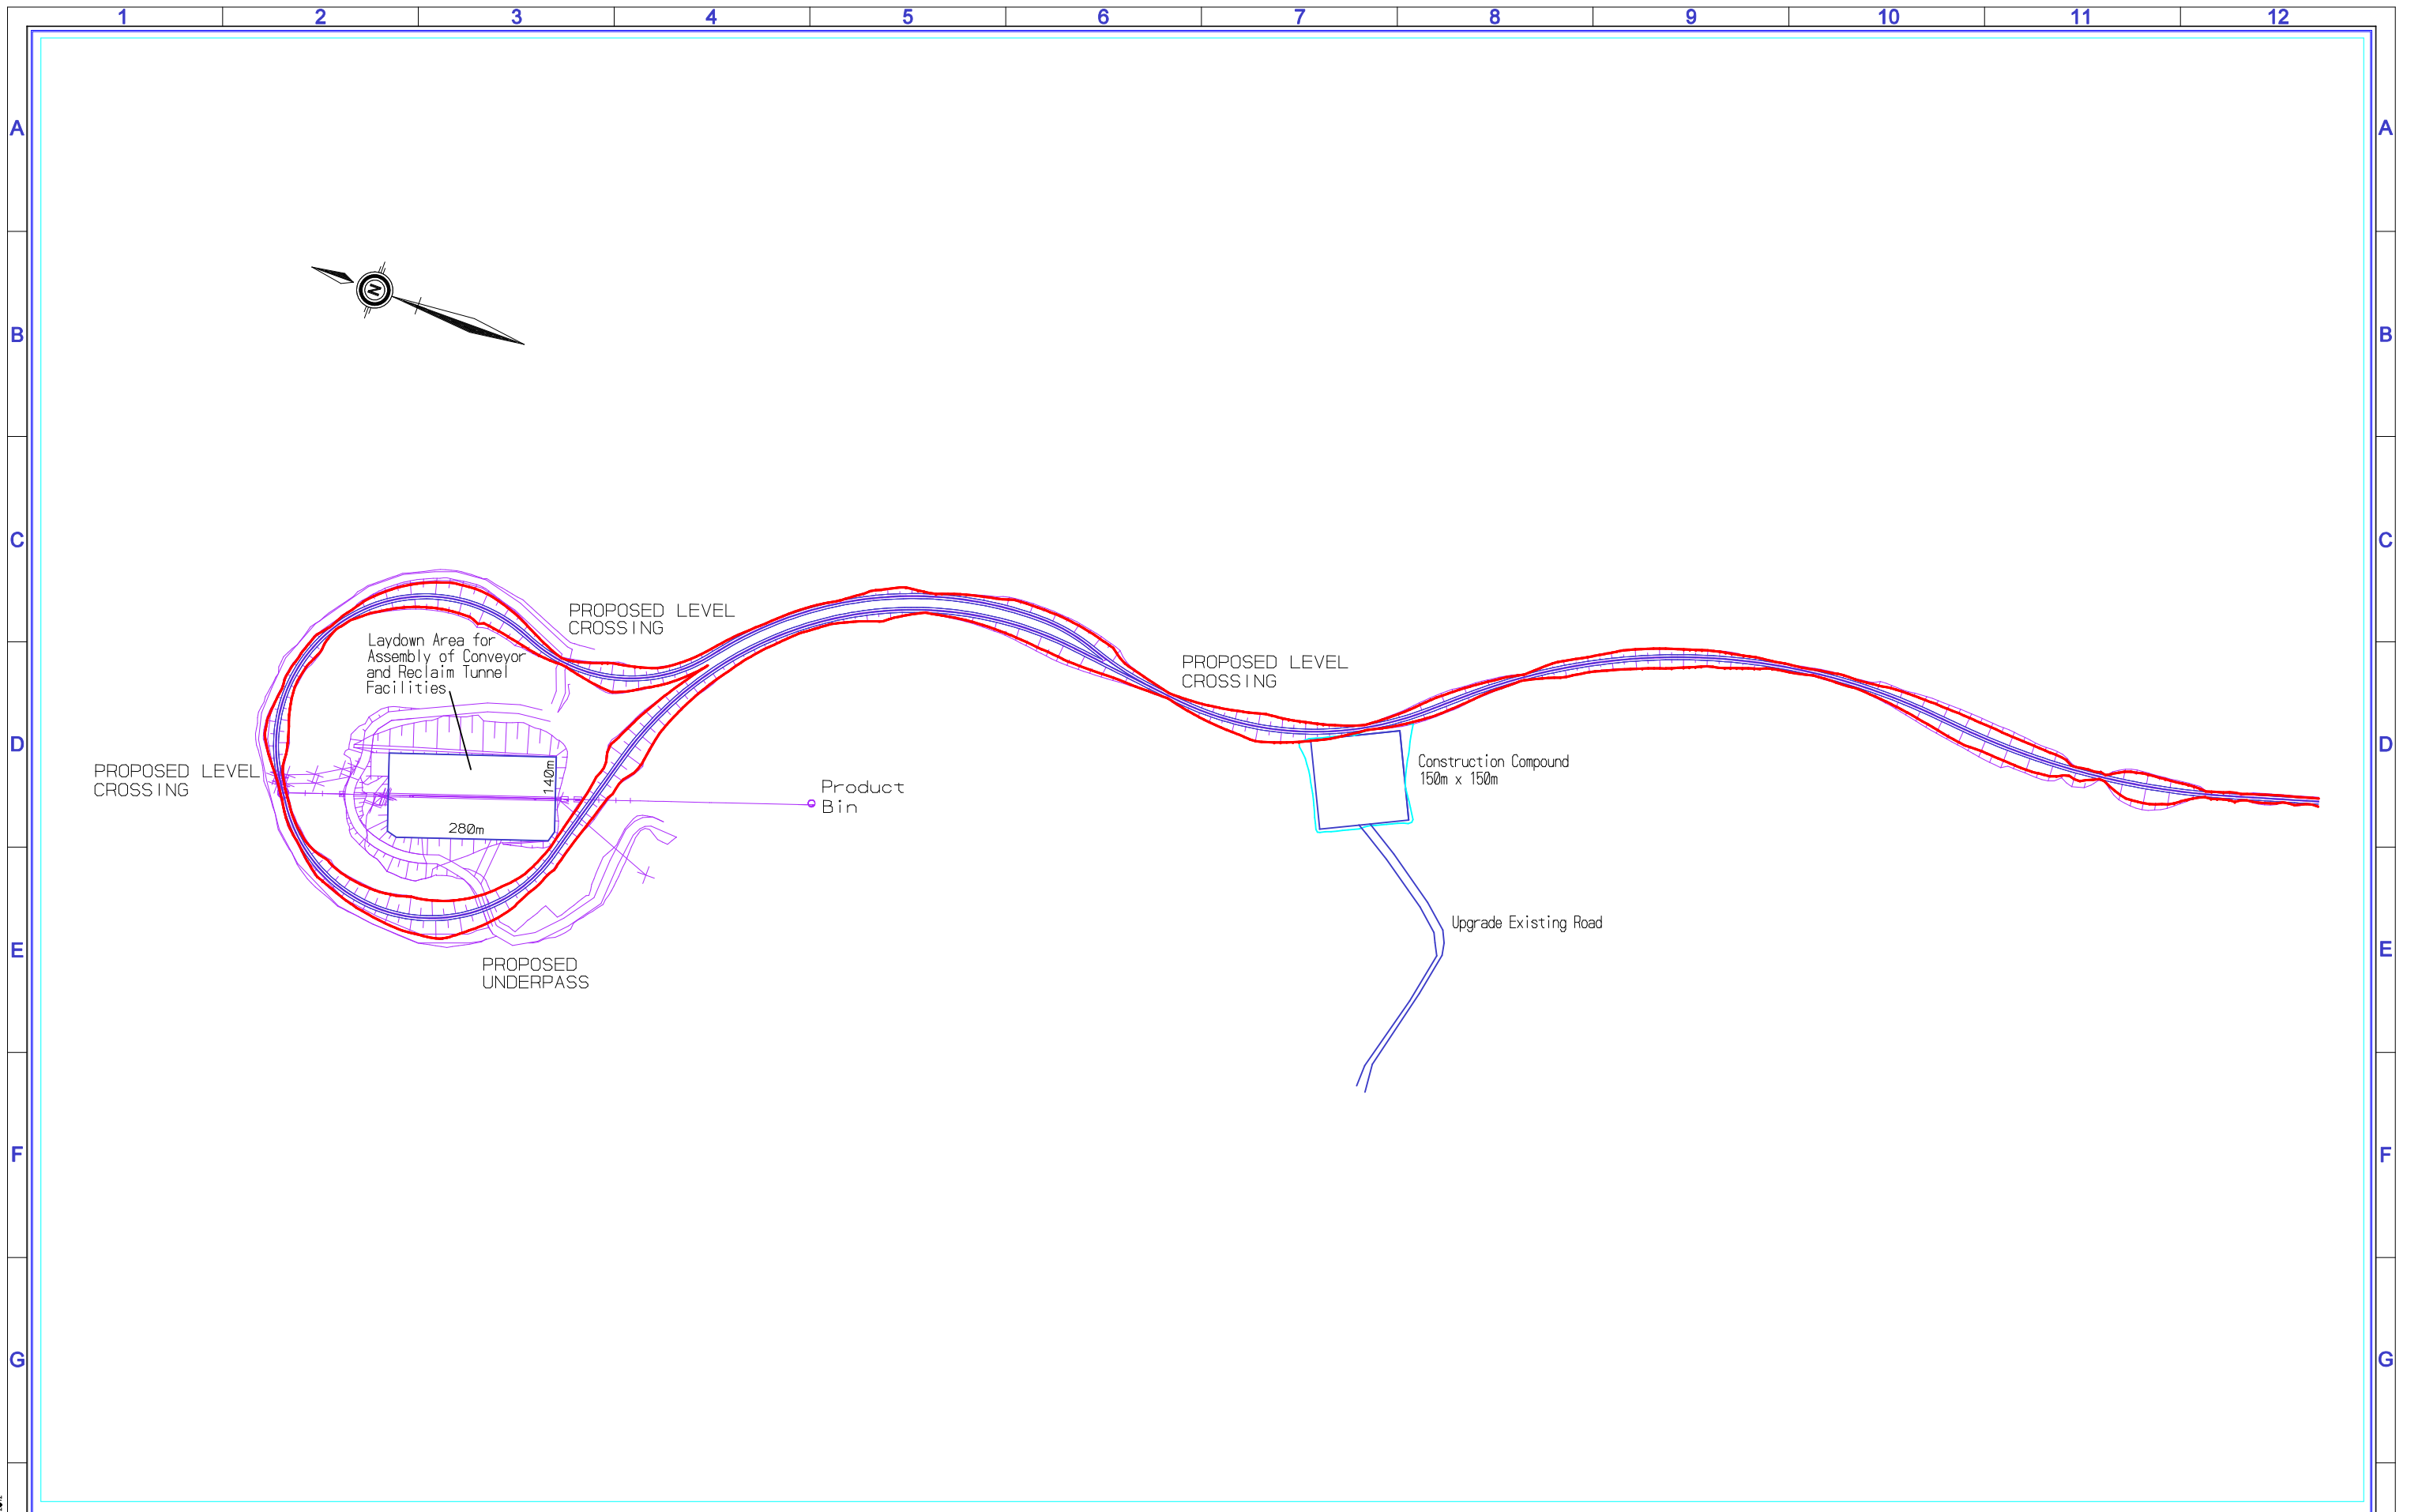 1 2 3 4 5 6 7 8 9 10 11 12
A A
N
B B
C C
PROPOSED LEVEL
CROSSING
Laydown Area for
Assembly of Conveyor
and Reclaim Tunnel
Facilities
PROPOSED LEVEL
CROSSING
D D
PROPOSED LEVEL
CROSSING
140m
280m
Product
Bin
Construction Compound
150m x 150m
Upgrade Existing Road
E E
PROPOSED
UNDERPASS
F F
G G